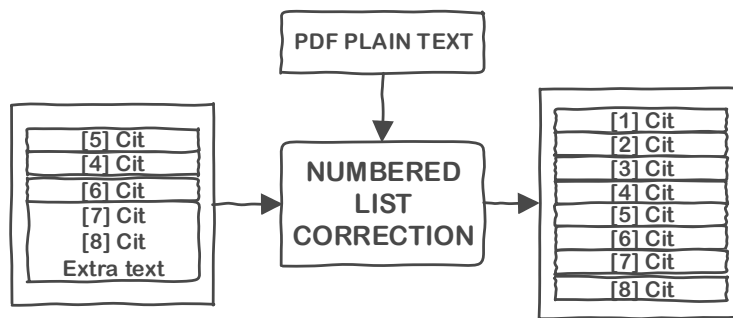 PDF PLAIN TEXT
[5] Cit
[4] Cit
[6] Cit
[7] Cit
[8] Cit
Extra text
NUMBERED
LIST
CORRECTION
[1] Cit
[2] Cit
[3] Cit
[4] Cit
[5] Cit
[6] Cit
[7] Cit
[8] Cit